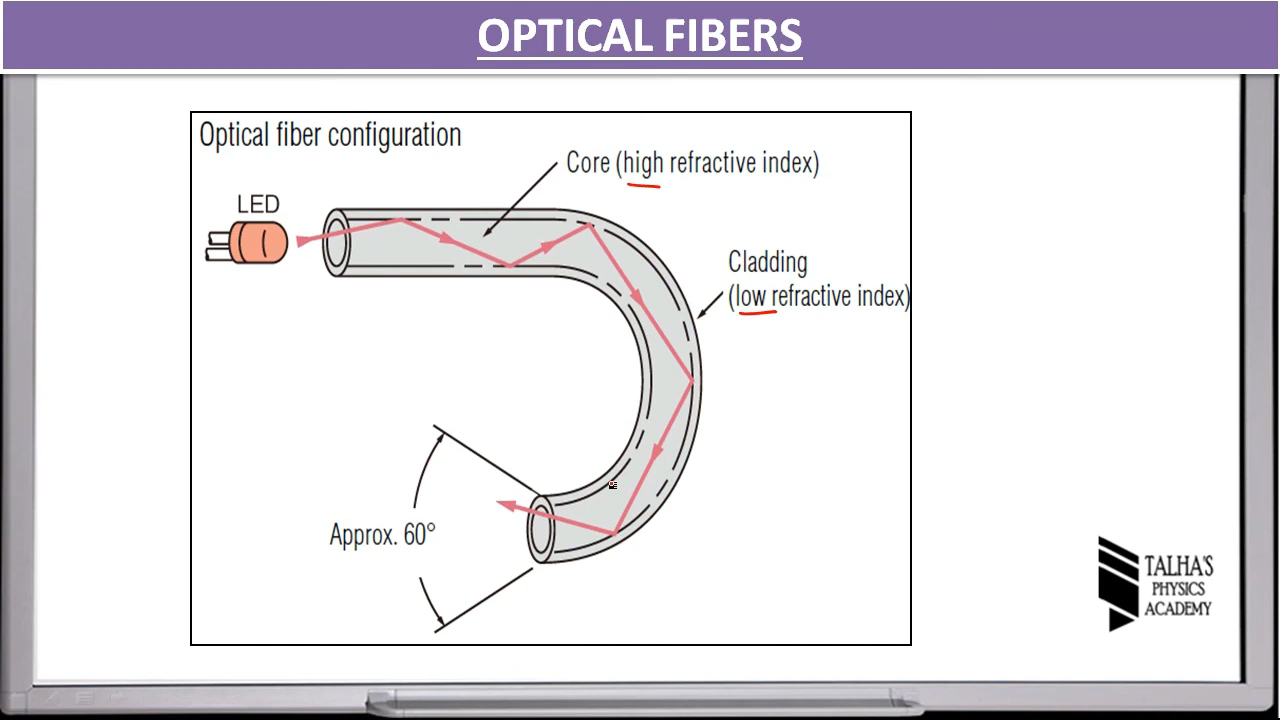 OPTICAL FIBERS
Optical fiber configuration
Core (high refractive index)
LED
Cladding
(low refractive index)
Approx. 60°
TALHA'S
PHYSICS
ACADEMY